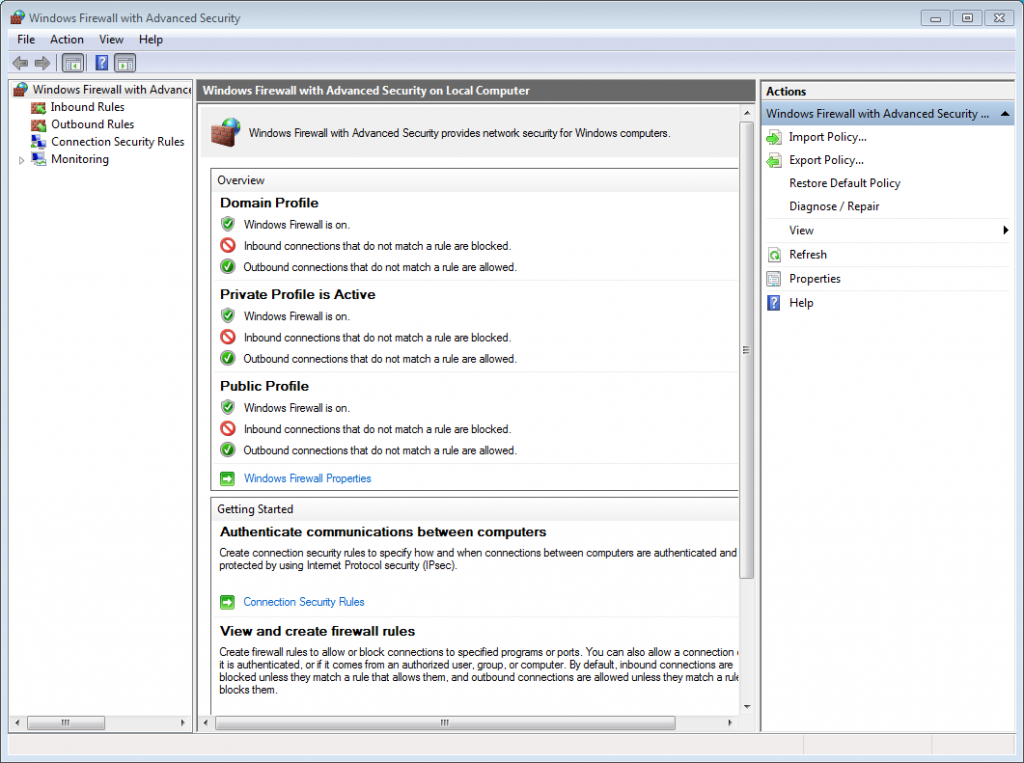 Windows Firewall with Advanced Security
File Action View Help
Windows Firewall with Advance
Inbound Rules
Outbound Rules
Connection Security Rules
Monitoring
Windows Firewall with Advanced Security on Local Computer
Windows Firewall with Advanced Security provides network security for Windows computers.
Overview
Domain Profile
Windows Firewall is on.
Inbound connections that do not match a rule are blocked.
Outbound connections that do not match a rule are allowed.
Private Profile is Active
Windows Firewall is on.
Inbound connections that do not match a rule are blocked.
Outbound connections that do not match a rule are allowed.
Public Profile
Windows Firewall is on.
Inbound connections that do not match a rule are blocked.
Outbound connections that do not match a rule are allowed.
Windows Firewall Properties
Getting Started
Authenticate communications between computers
Create connection security rules to specify how and when connections between computers are authenticated and
protected by using Internet Protocol security (IPsec).
Connection Security Rules
View and create firewall rules
Create firewall rules to allow or block connections to specified programs or ports. You can also allow a connection
it is authenticated, or if it comes from an authorized user, group, or computer. By default, inbound connections are
blocked unless they match a rule that allows them, and outbound connections are allowed unless they match a rule
blocks them.
Actions
Windows Firewall with Advanced Security ...
Import Policy...
Export Policy...
Restore Default Policy
Diagnose / Repair
View
Refresh
Properties
Help